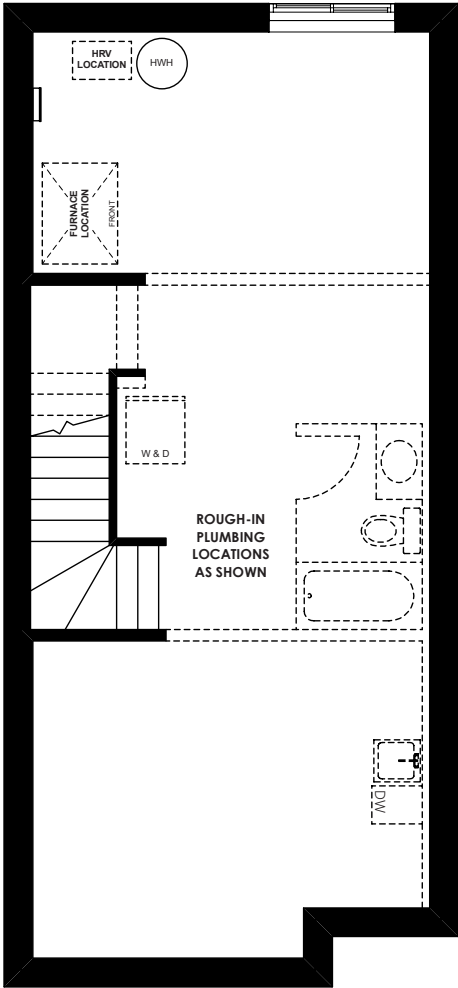 HRV
LOCATION
HWH
FURNACE
LOCATION
FRONT
W & D
ROUGH-IN
PLUMBING
LOCATIONS
AS SHOWN
DW